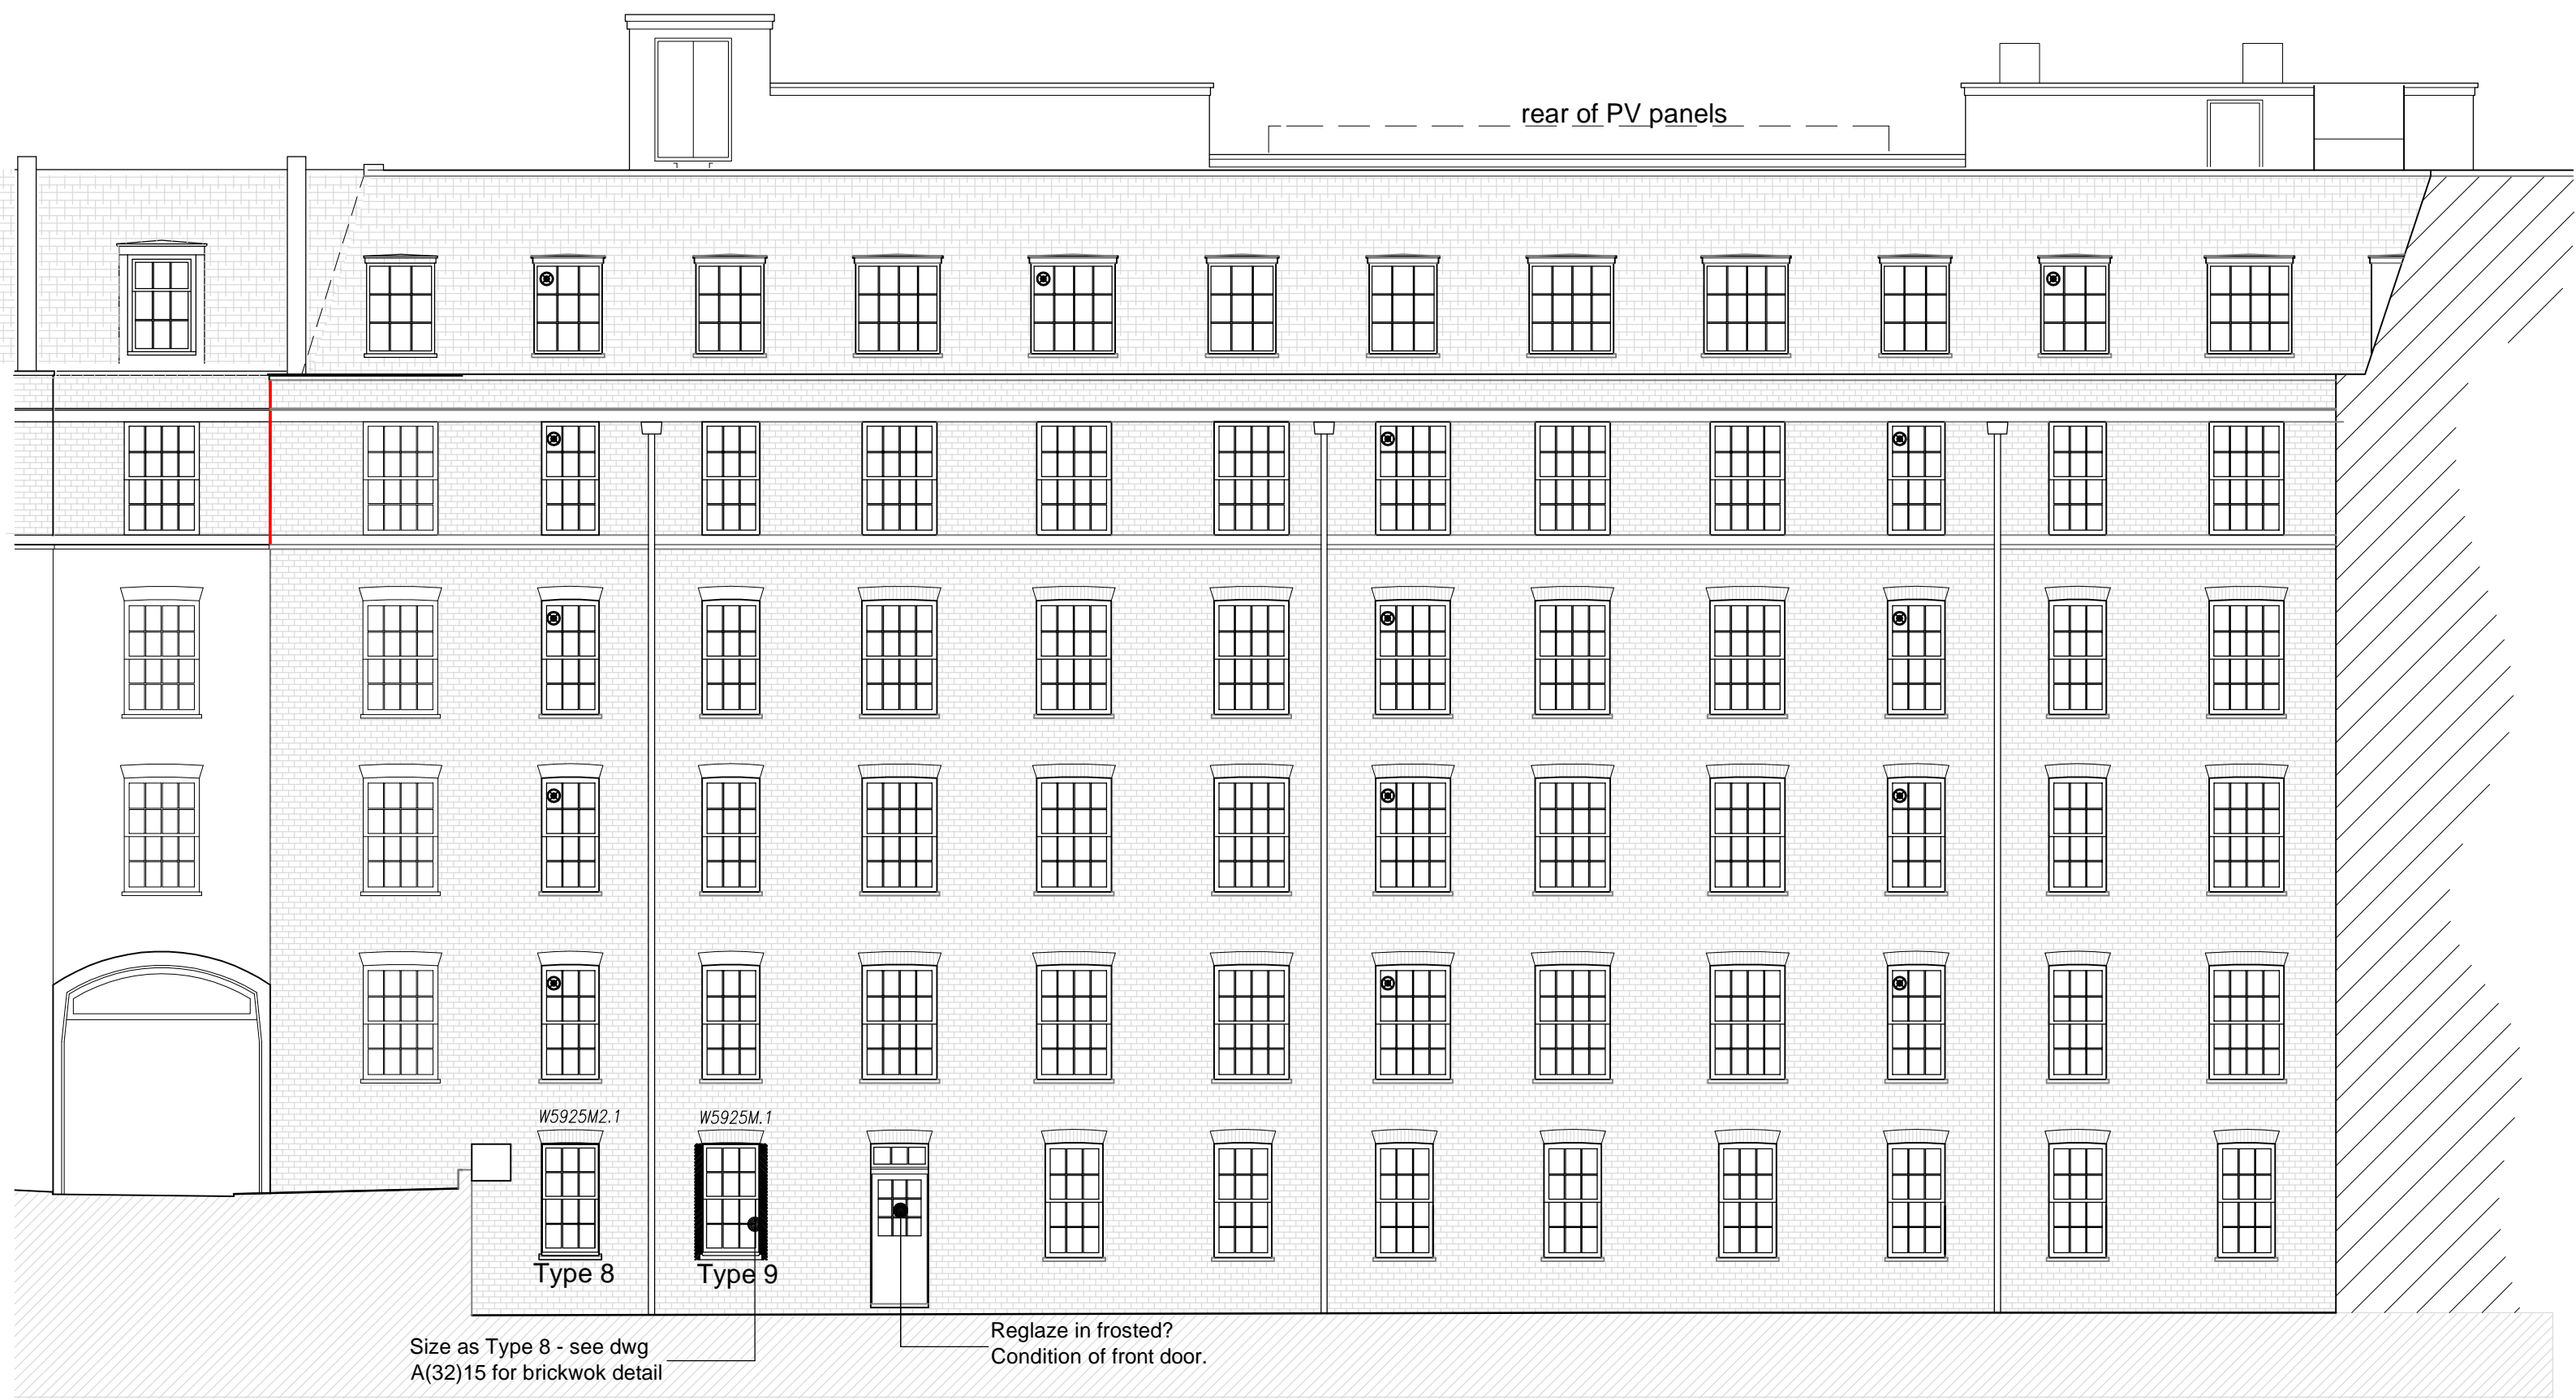 rear of PV panels
W5925M2.1
W5925M.1
Type 8
Type 9
Size as Type 8 - see dwg
A(32)15 for brickwok detail
Reglaze in frosted?
Condition of front door.